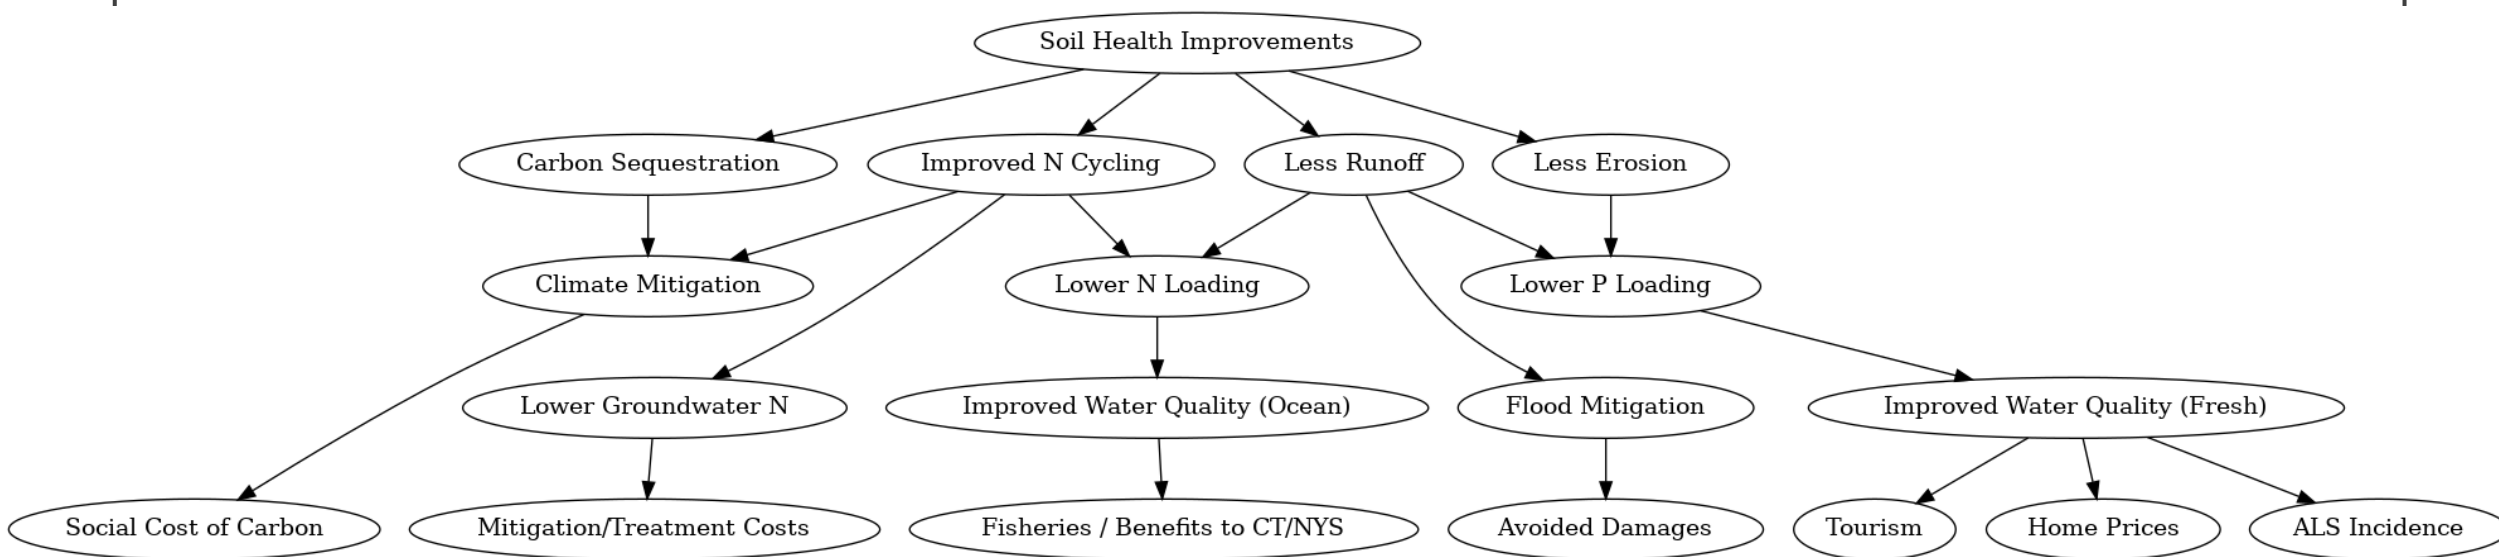 Soil Health Improvements
Carbon Sequestration
Improved N Cycling
Less Runoff
Less Erosion
Climate Mitigation
Lower N Loading
Lower P Loading
Lower Groundwater N
Improved Water Quality (Ocean)
Flood Mitigation
Improved Water Quality (Fresh)
Social Cost of Carbon
Mitigation/Treatment Costs
Fisheries / Benefits to CT/NYS
Avoided Damages
Tourism
Home Prices
ALS Incidence